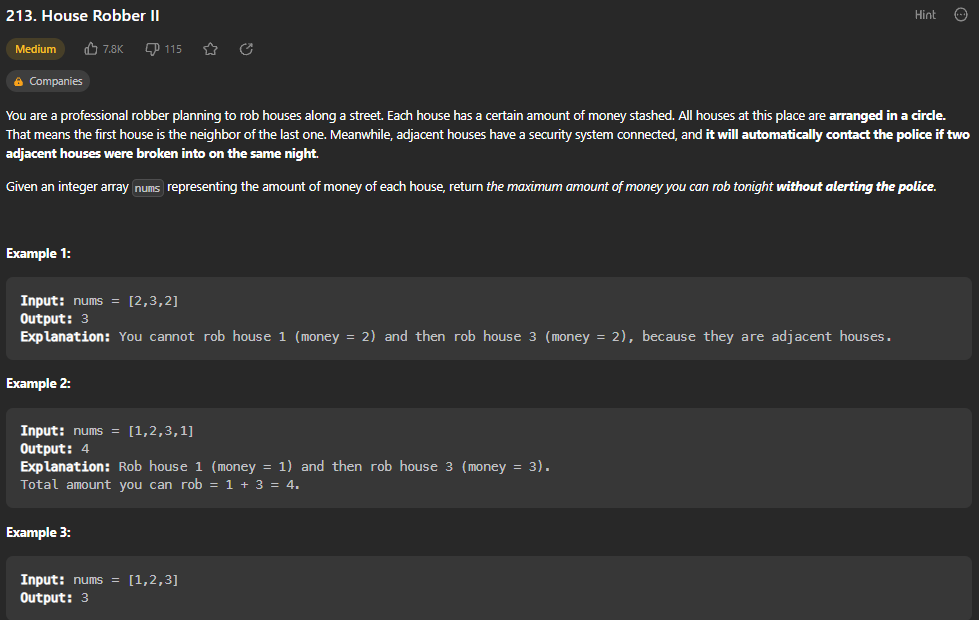 213. House Robber II
Hint
Medium 7.8K 115
Companies
You are a professional robber planning to rob houses along a street. Each house has a certain amount of money stashed. All houses at this place are arranged in a circle.
That means the first house is the neighbor of the last one. Meanwhile, adjacent houses have a security system connected, and it will automatically contact the police if two
adjacent houses were broken into on the same night.
Given an integer array nums representing the amount of money of each house, return the maximum amount of money you can rob tonight without alerting the police.
Example 1:
Input: nums = [2,3,2]
Output: 3
Explanation: You cannot rob house 1 (money = 2) and then rob house 3 (money = 2), because they are adjacent houses.
Example 2:
Input: nums = [1,2,3,1]
Output: 4
Explanation: Rob house 1 (money = 1) and then rob house 3 (money = 3).
Total amount you can rob = 1 + 3 = 4.
Example 3:
Input: nums = [1,2,3]
Output: 3